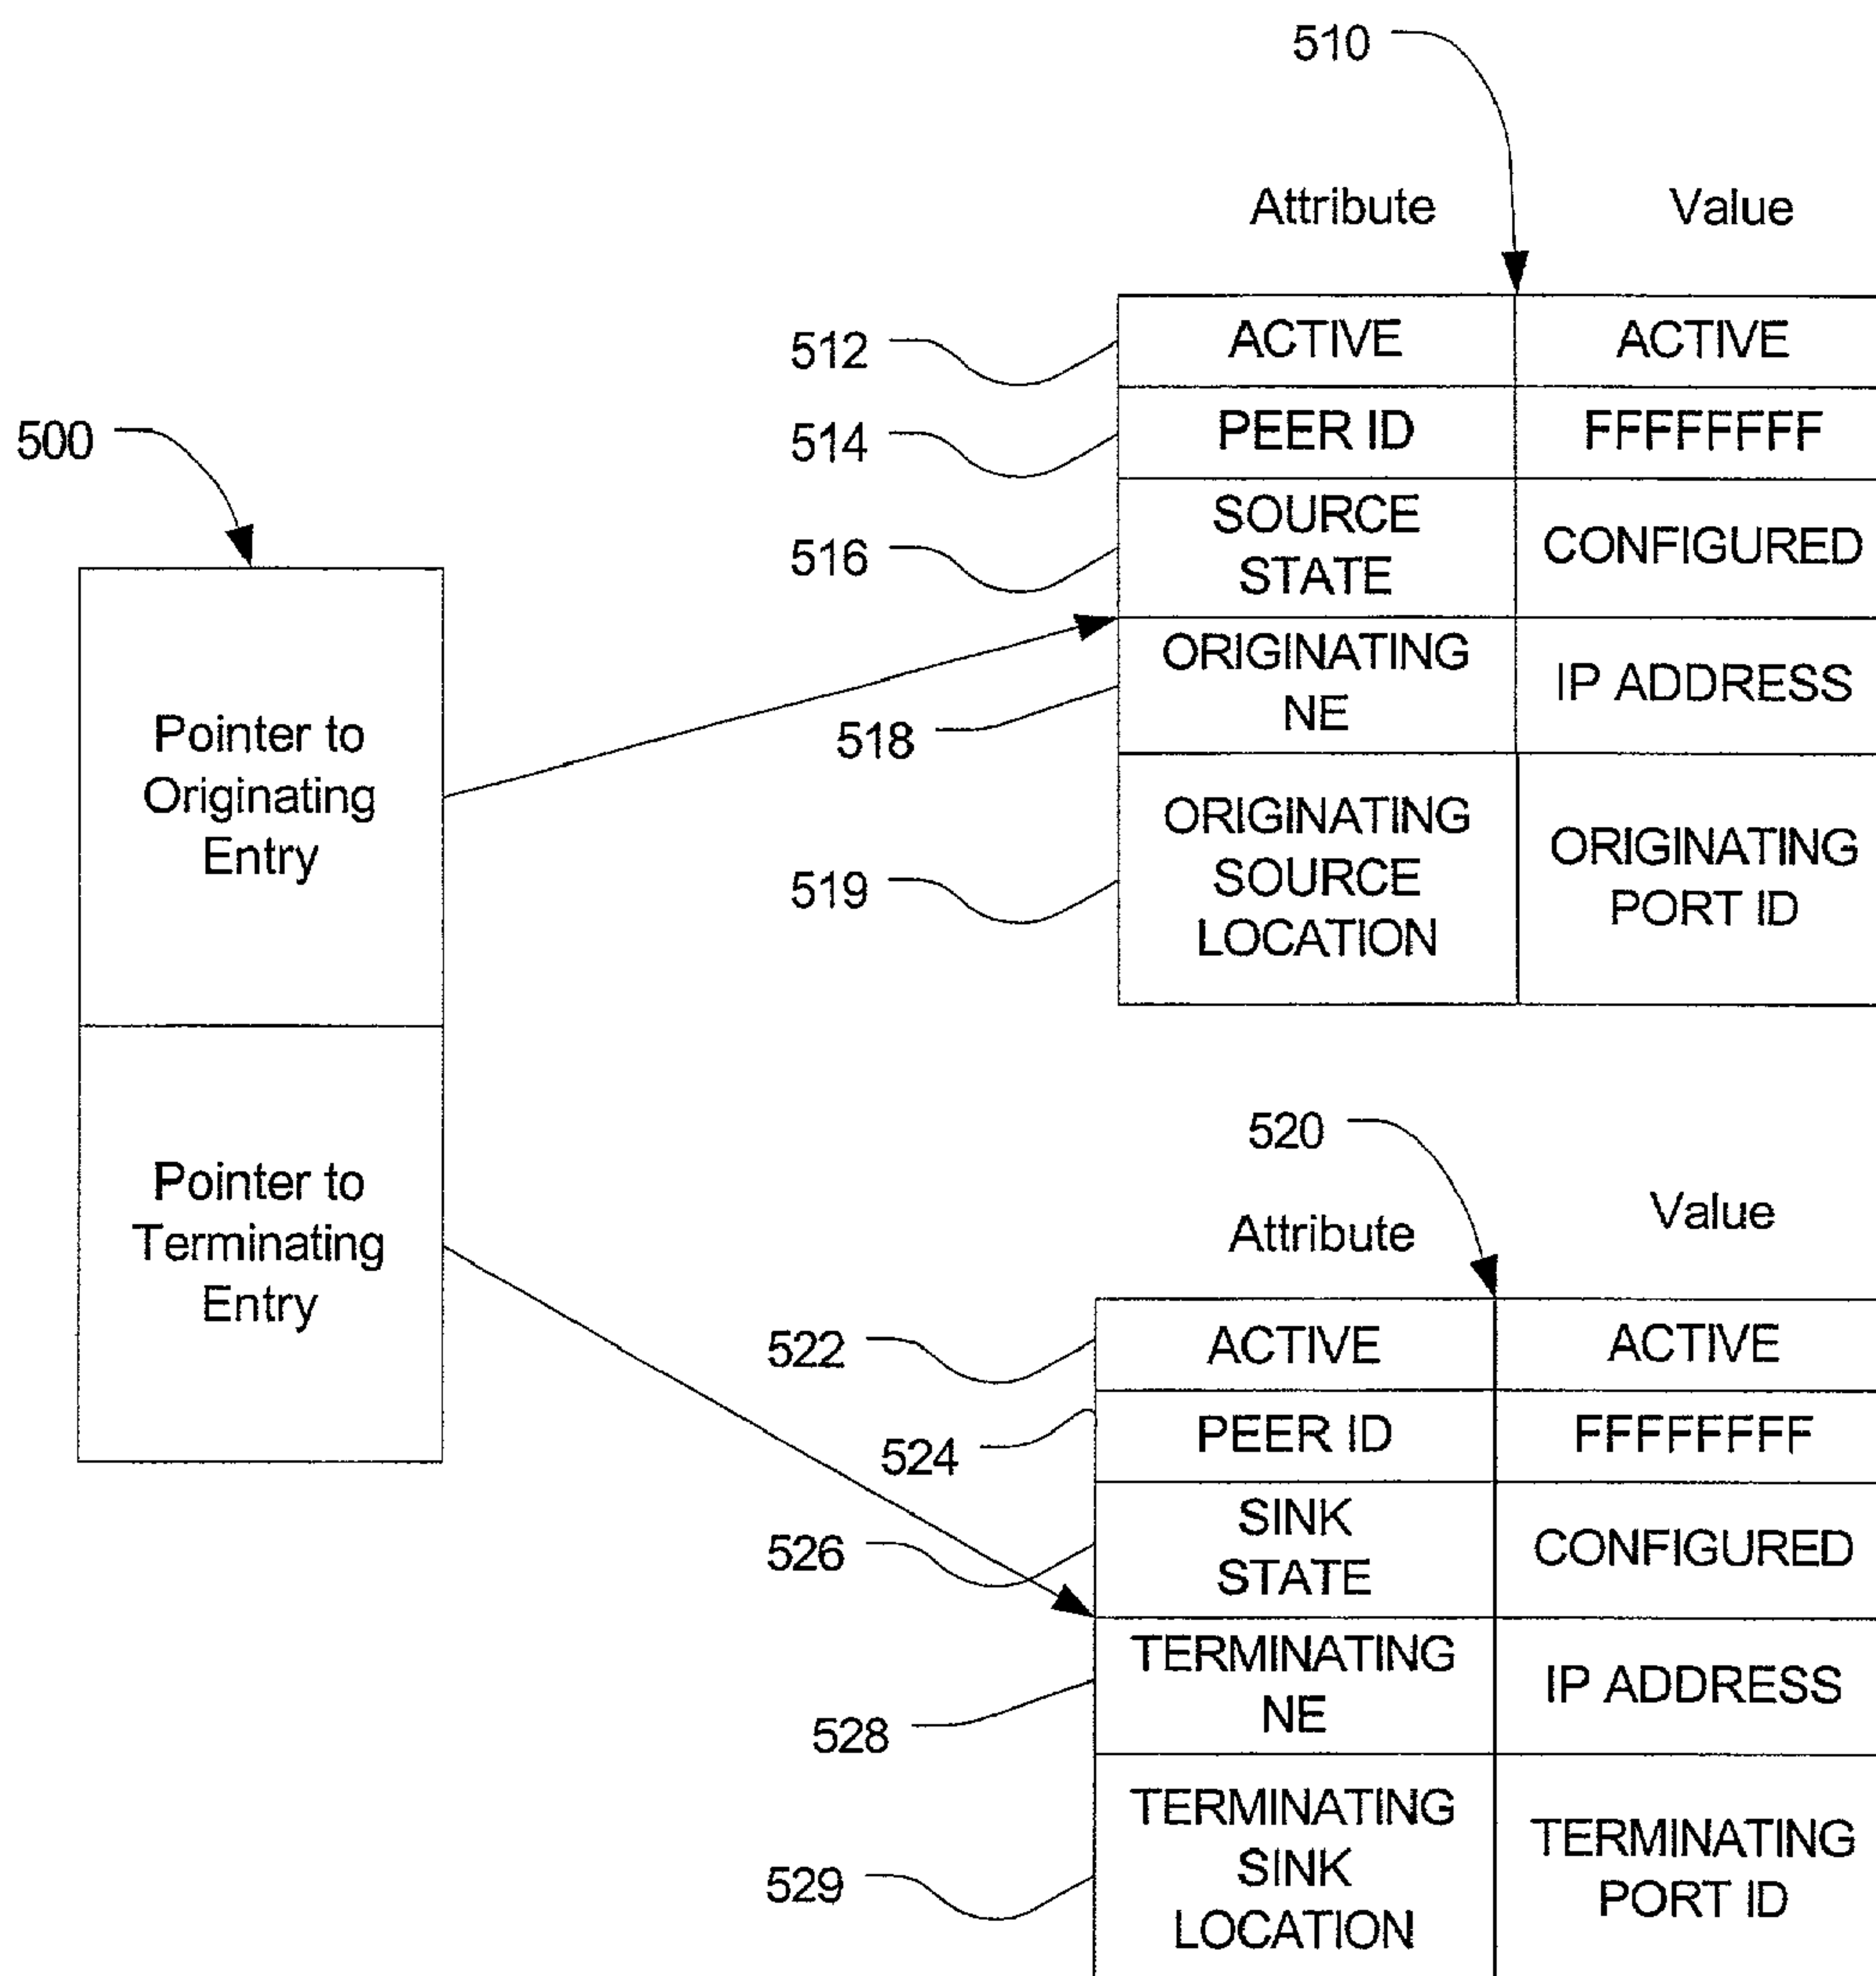 510
Attribute Value
512 ACTIVE ACTIVE
514 PEER ID FFFFFFFF
516 SOURCE
STATE CONFIGURED
518 ORIGINATING
NE IP ADDRESS
519 ORIGINATING
SOURCE
LOCATION
ORIGINATING
PORT ID
500
Pointer to
Originating
Entry
Pointer to
Terminating
Entry
520
Attribute Value
522 ACTIVE ACTIVE
524 PEER ID FFFFFFFF
526 SINK
STATE CONFIGURED
528 TERMINATING
NE IP ADDRESS
529 TERMINATING
SINK
LOCATION
TERMINATING
PORT ID